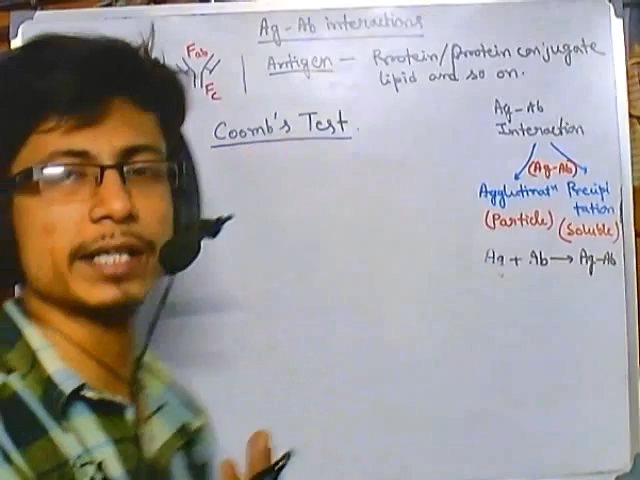 Ag-Ab interactions
Fab
Fc
Antigen - Protein/protein conjugate
lipid and so on.
Coomb's Test.
Ag-Ab
Interaction
(Ag-Ab)
Agglutinatn Precipi
tation
(Particle) (Soluble)
Ag + Ab → Ag-Ab